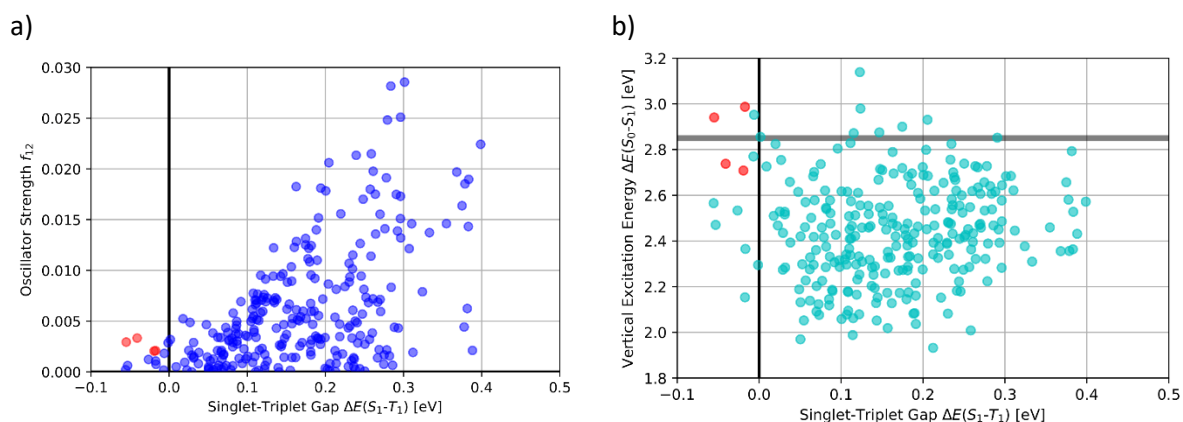 a)
0.030
0.025
0.020
0.015
0.010
0.005
0.000
Oscillator Strength f₁₂
−0.1 0.0 0.1 0.2 0.3 0.4 0.5
Singlet-Triplet Gap ΔE(S₁-T₁) [eV]
b)
3.2
3.0
2.8
2.6
2.4
2.2
2.0
1.8
Vertical Excitation Energy ΔE(S₀-S₁) [eV]
−0.1 0.0 0.1 0.2 0.3 0.4 0.5
Singlet-Triplet Gap ΔE(S₁-T₁) [eV]